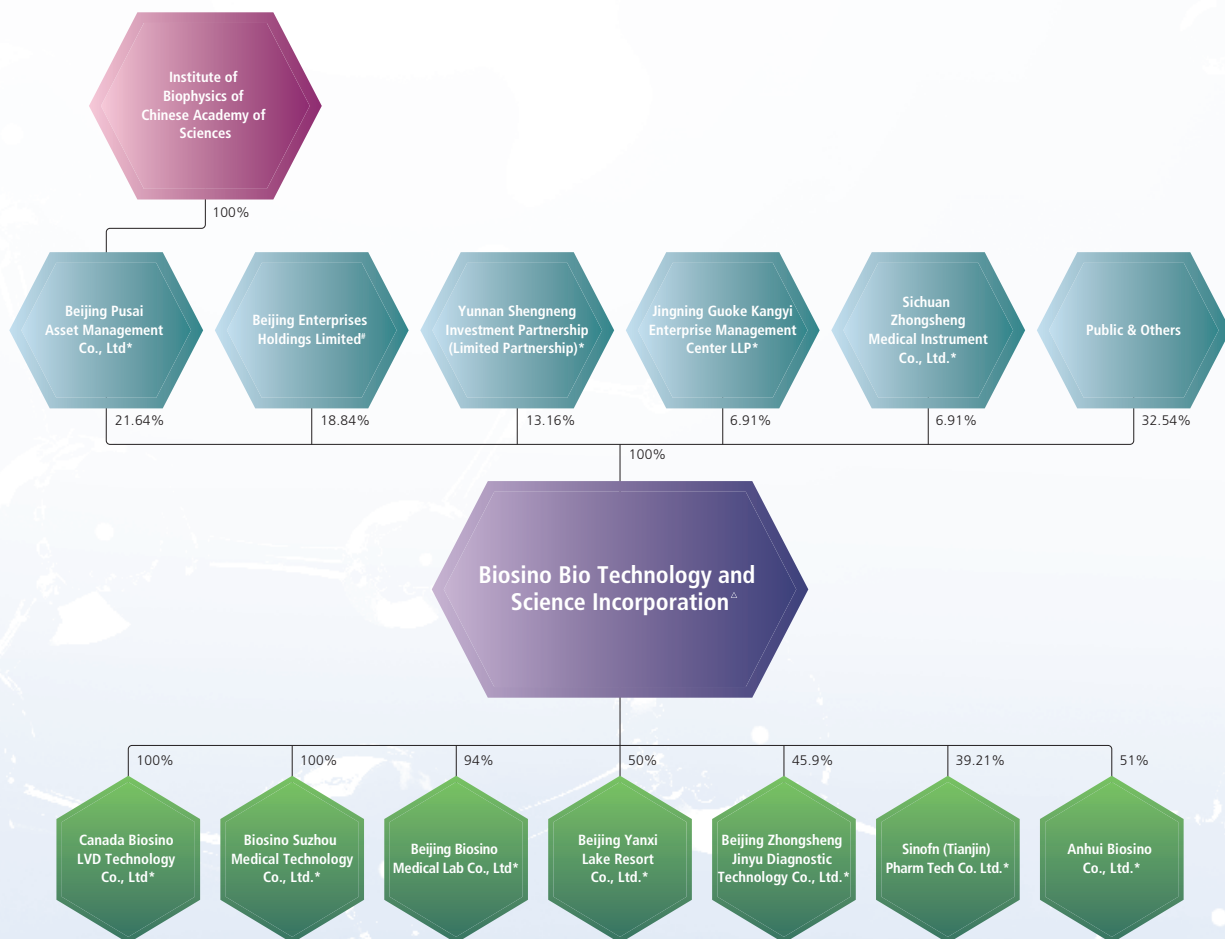 Institute of
Biophysics of
Chinese Academy of
Sciences
100%
Beijing Pusai
Asset Management
Co., Ltd*
Beijing Enterprises
Holdings Limited#
Yunnan Shengneng
Investment Partnership
(Limited Partnership)*
Jingning Guoke Kangyi
Enterprise Management
Center LLP*
Sichuan
Zhongsheng
Medical Instrument
Co., Ltd.*
Public & Others
21.64%
18.84%
13.16%
6.91%
6.91%
32.54%
100%
Biosino Bio Technology and
Science Incorporation△
100%
100%
94%
50%
45.9%
39.21%
51%
Canada Biosino
LVD Technology
Co., Ltd*
Biosino Suzhou
Medical Technology
Co., Ltd.*
Beijing Biosino
Medical Lab Co., Ltd*
Beijing Yanxi
Lake Resort
Co., Ltd.*
Beijing Zhongsheng
Jinyu Diagnostic
Technology Co., Ltd.*
Sinofn (Tianjin)
Pharm Tech Co. Ltd.*
Anhui Biosino
Co., Ltd.*